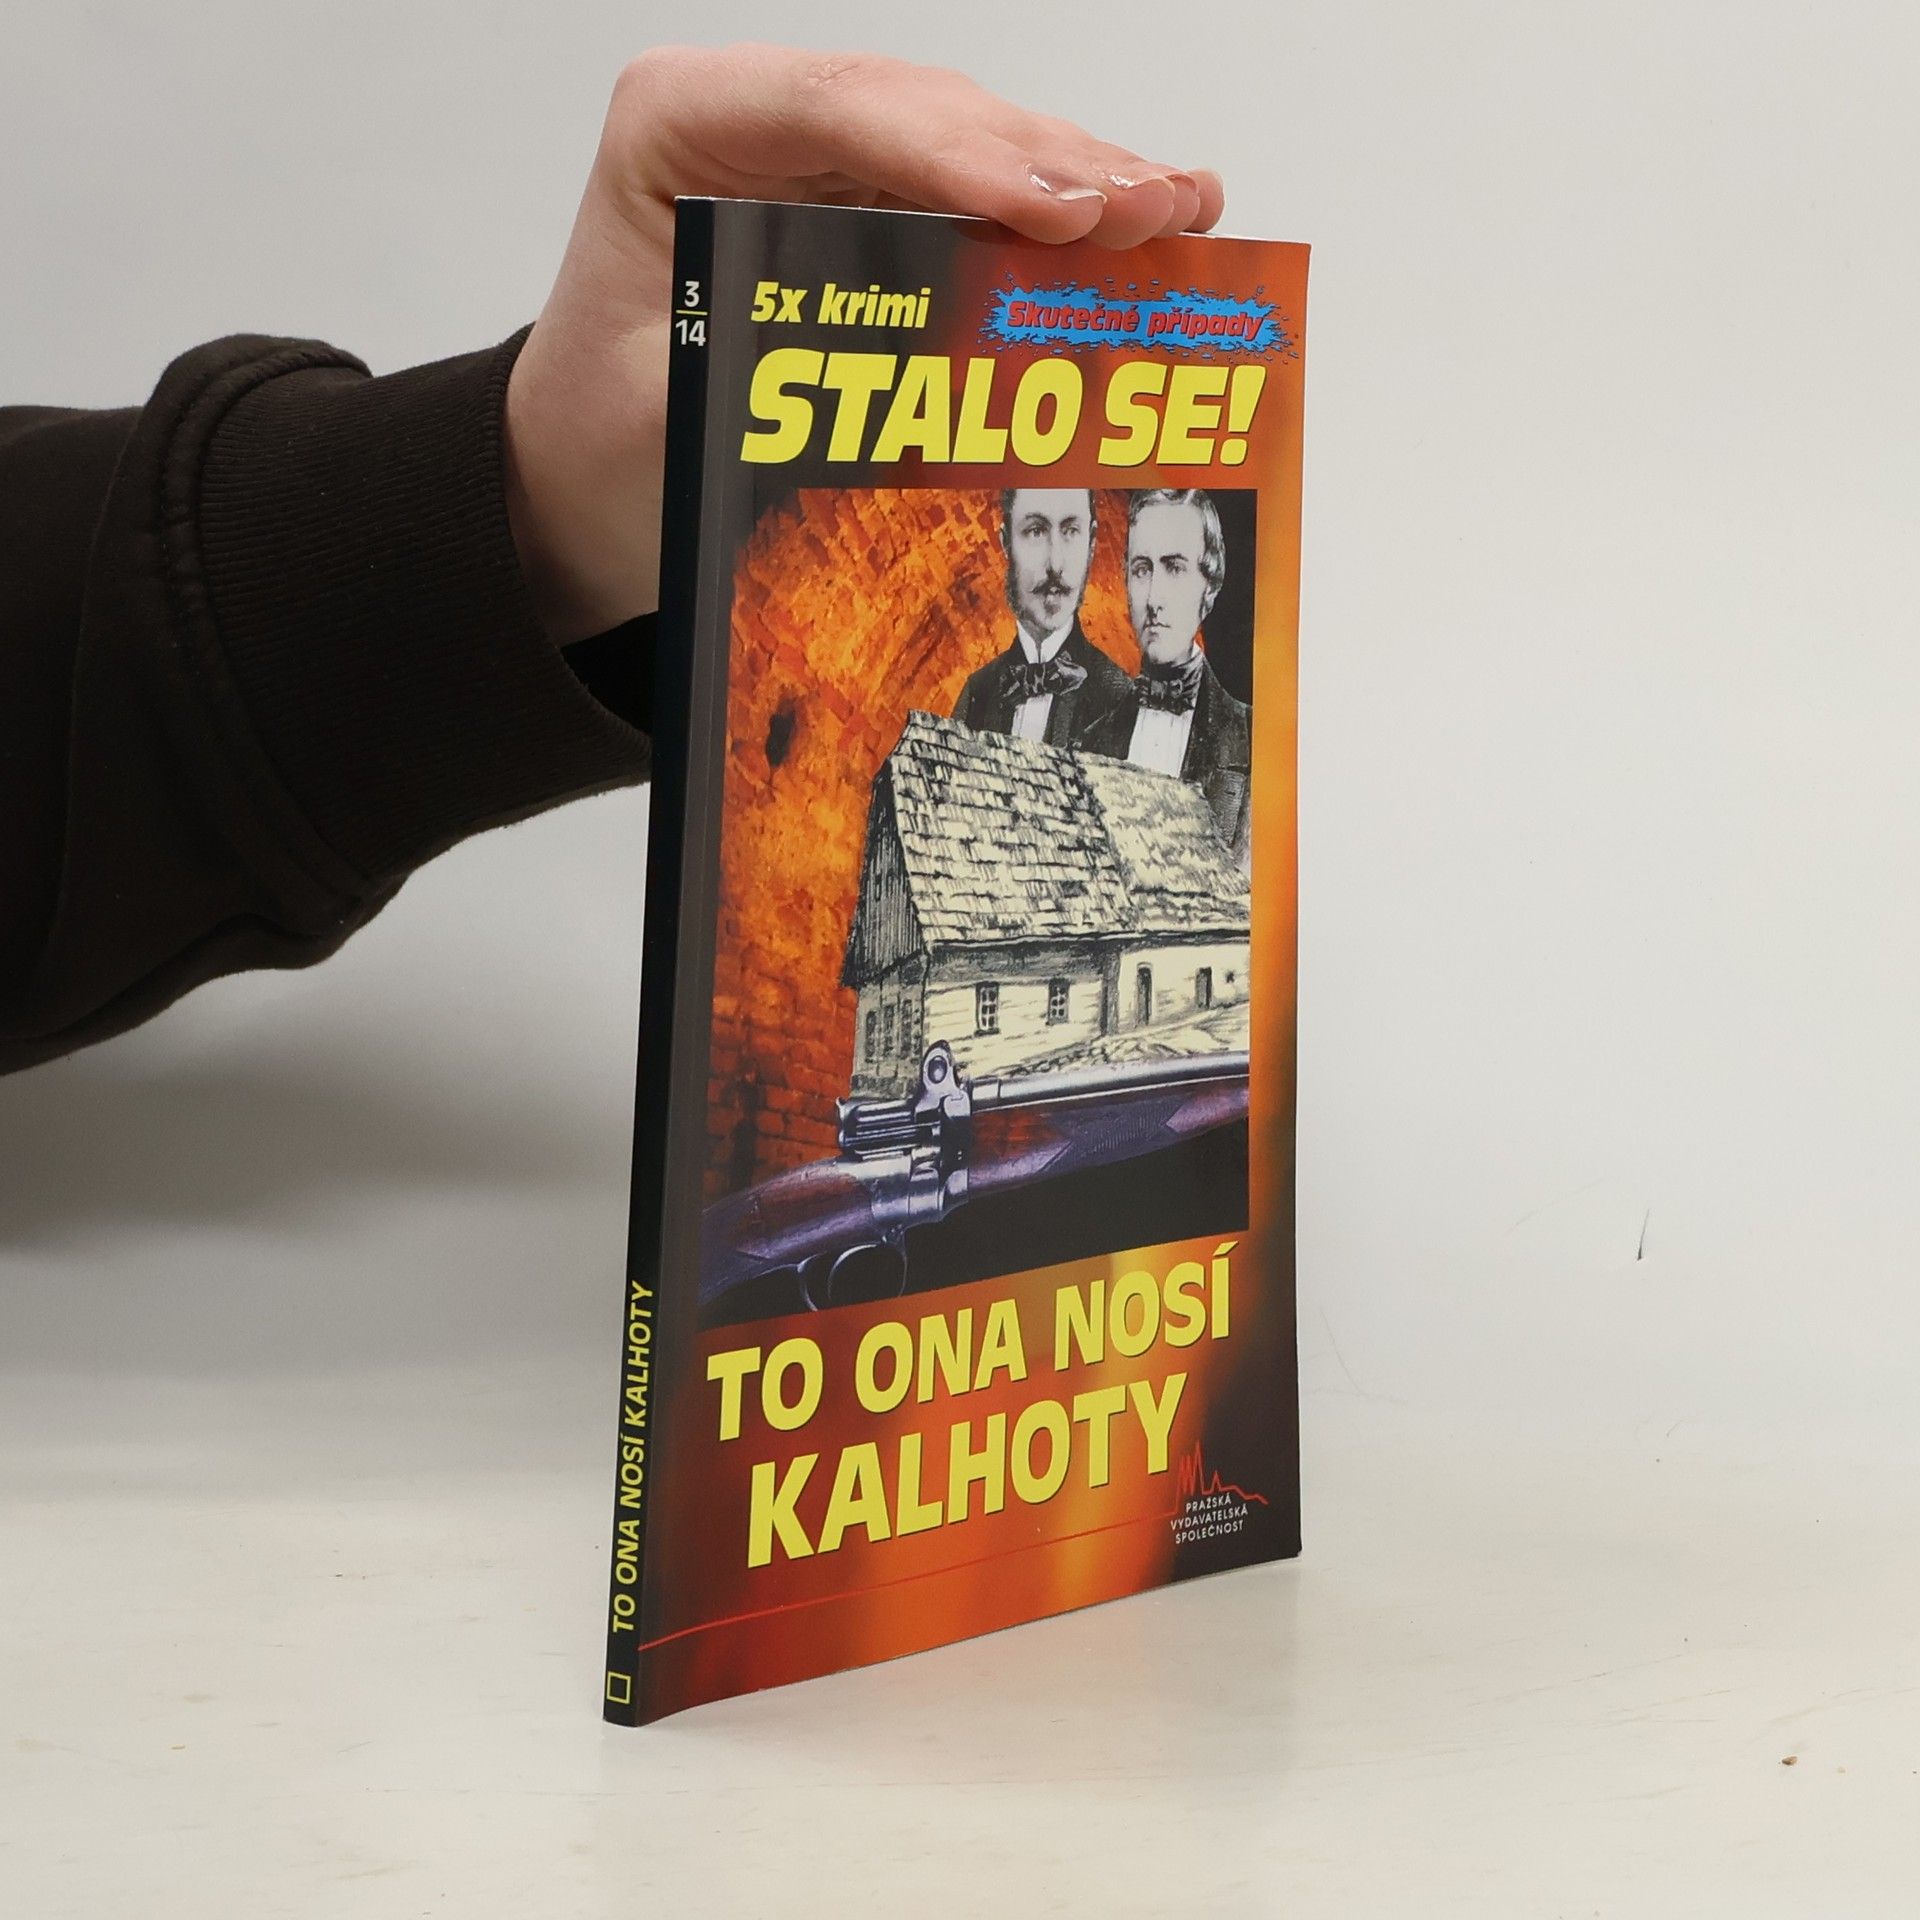 3
14
5x krimi
Skutečné případy
STALO SE!
TO ONA NOSÍ
KALHOTY
PRAŽSKÁ
VYDAVATELSKÁ
SPOLEČNOST
TO ONA NOSÍ KALHOTY